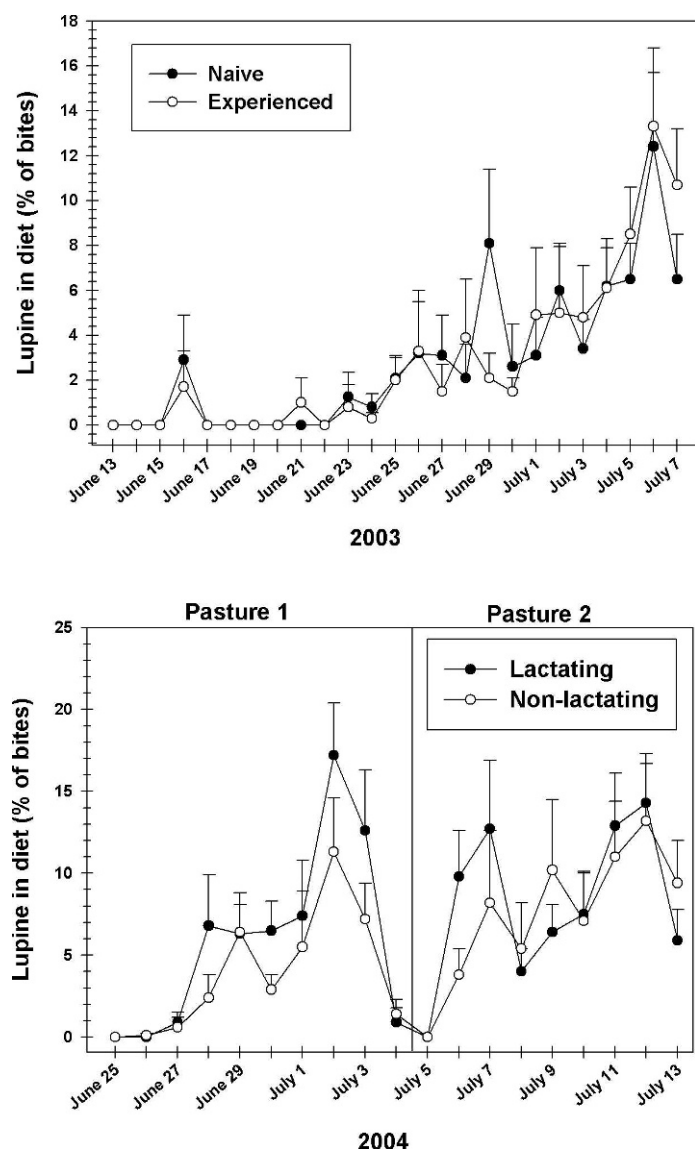 18
16
14
12
10
8
6
4
2
0
Lupine in diet (% of bites)
Naive
Experienced
June 13
June 15
June 17
June 19
June 21
June 23
June 25
June 27
June 29
July 1
July 3
July 5
July 7
2003
Pasture 1
Pasture 2
25
20
15
10
5
0
Lupine in diet (% of bites)
Lactating
Non-lactating
June 25
June 27
June 29
July 1
July 3
July 5
July 7
July 9
July 11
July 13
2004